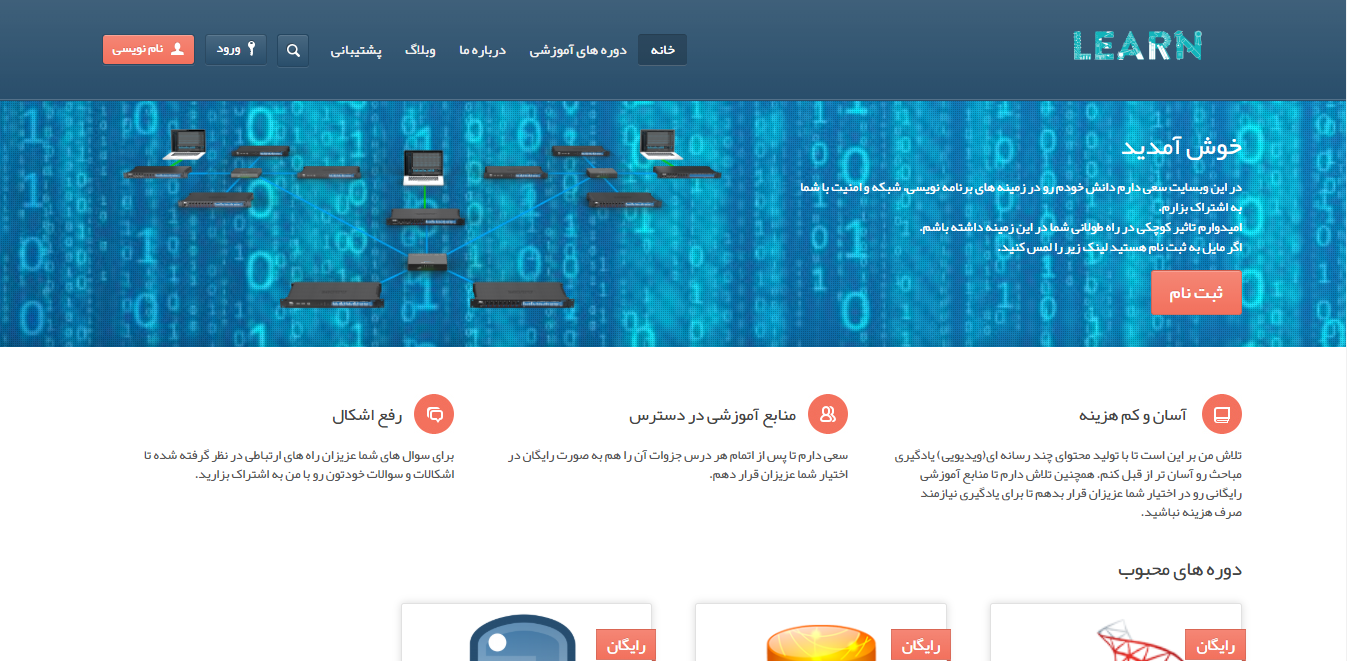 LEARN
خانه
دوره های آموزشی
درباره ما
وبلاگ
پشتیبانی
ورود
نام نویسی
خوش آمدید
در این وبسایت سعی دارم دانش خودم رو در زمینه های برنامه نویسی، شبکه و امنیت با شما
به اشتراک بزارم.
امیدوارم تاثیر کوچکی در راه طولانی شما در این زمینه داشته باشم.
اگر مایل به ثبت نام هستید لینک زیر را لمس کنید.
ثبت نام
آسان و کم هزینه
تلاش من بر این است تا با تولید محتوای چند رسانه ای(ویدیویی) یادگیری
مباحث رو آسان تر از قبل کنم. همچنین تلاش دارم تا منابع آموزشی
رایگانی رو در اختیار شما عزیزان قرار بدهم تا برای یادگیری نیازمند
صرف هزینه نباشید.
منابع آموزشی در دسترس
سعی دارم تا پس از اتمام هر درس جزوات آن را هم به صورت رایگان در
اختیار شما عزیزان قرار دهم.
رفع اشکال
برای سوال های شما عزیزان راه های ارتباطی در نظر گرفته شده تا
اشکالات و سوالات خودتون رو با من به اشتراک بزارید.
دوره های محبوب
رایگان
رایگان
رایگان